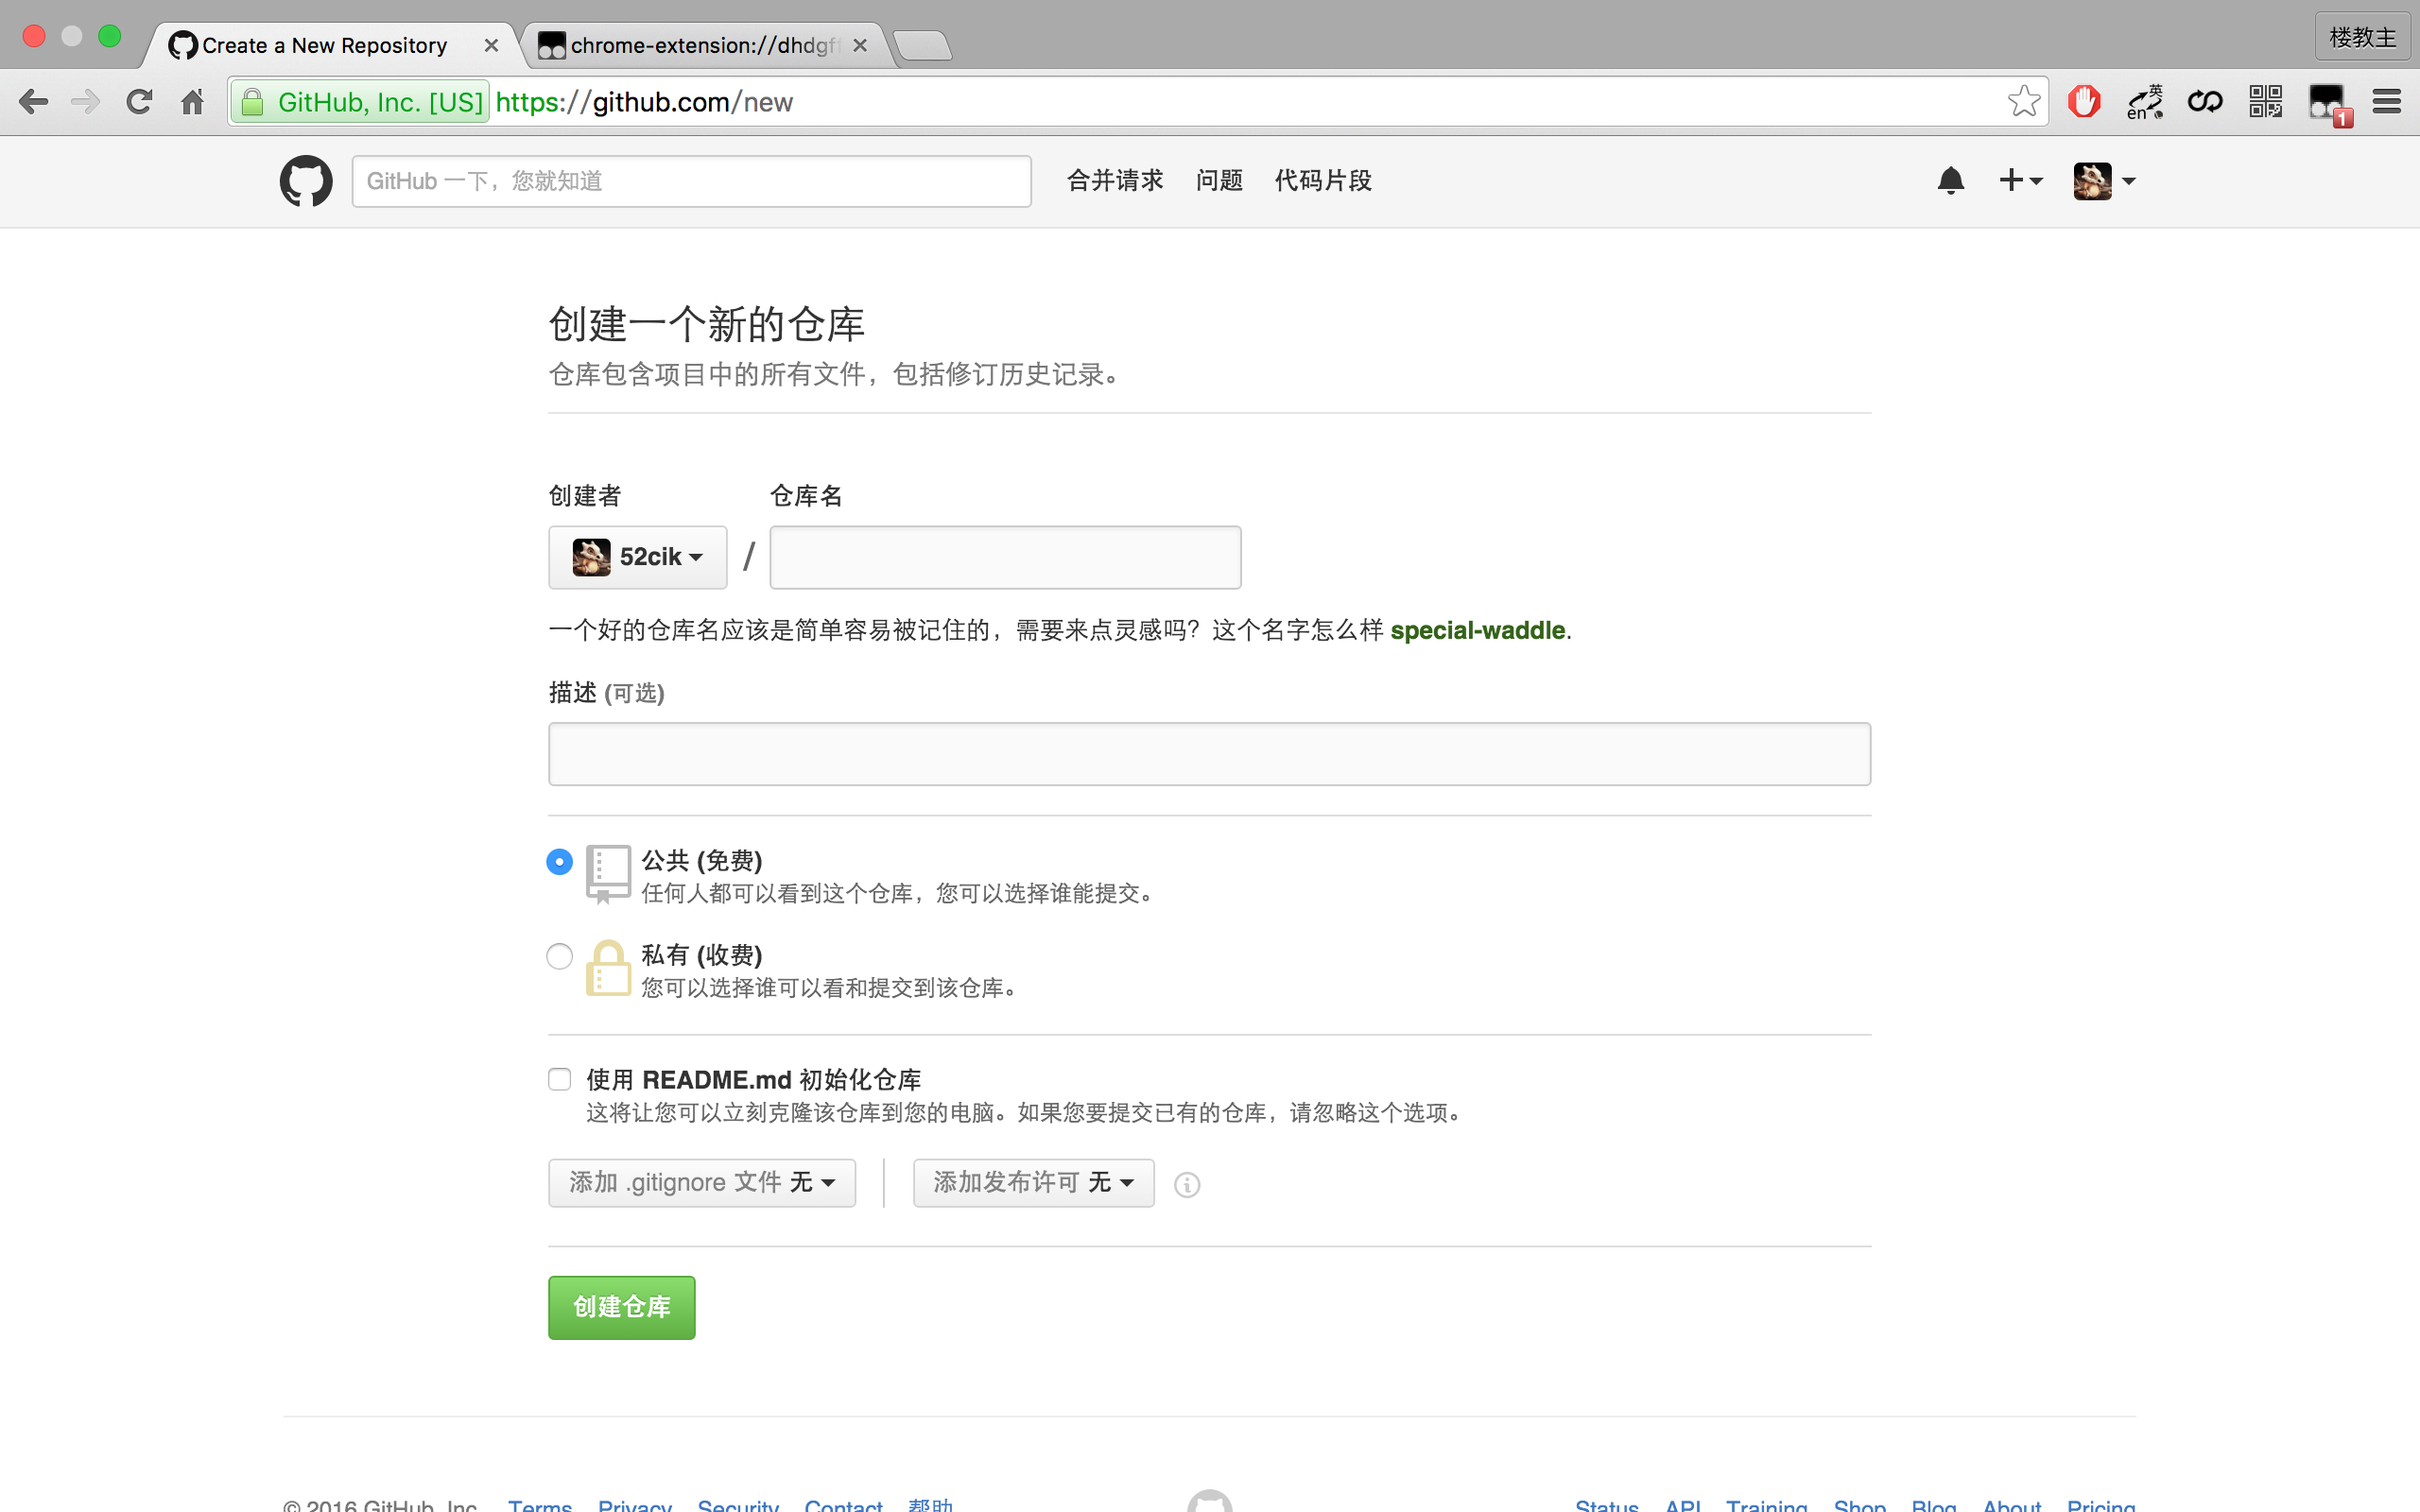 Create a New Repository
chrome-extension://dhdgf
楼教主
GitHub, Inc. [US] https://github.com/new
英
en
1
GitHub 一下，您就知道
合并请求 问题 代码片段
创建一个新的仓库
仓库包含项目中的所有文件，包括修订历史记录。
创建者 仓库名
52cik /
一个好的仓库名应该是简单容易被记住的，需要来点灵感吗？这个名字怎么样 special-waddle.
描述 (可选)
公共 (免费)
任何人都可以看到这个仓库，您可以选择谁能提交。
私有 (收费)
您可以选择谁可以看和提交到该仓库。
使用 README.md 初始化仓库
这将让您可以立刻克隆该仓库到您的电脑。如果您要提交已有的仓库，请忽略这个选项。
添加 .gitignore 文件 无 添加发布许可 无
创建仓库
© 2016 GitHub, Inc. Terms Privacy Security Contact 帮助 Status API Training Shop Blog About Pricing